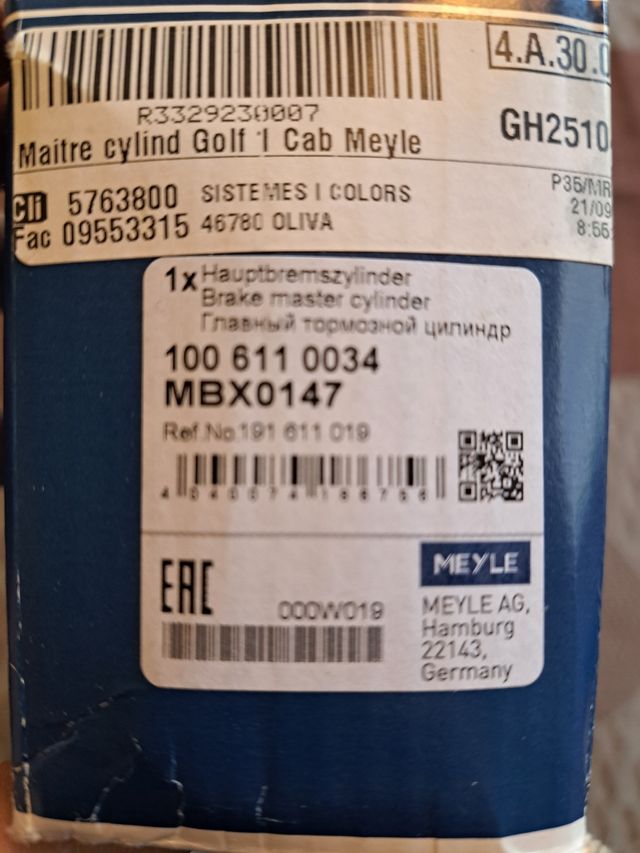 4.A.30.0
R3329230007
GH2510
Maitre cylind Golf 1 Cab Meyle
Cli 5763800 SISTEMES I COLORS
P35/MR
21/09
Fac 09553315 46780 OLIVA
8:56
1x Hauptbremszylinder
Brake master cylinder
Главный тормозной цилиндр
100 611 0034
MBX0147
Ref.No.191 611 019
EAC
000W019
MEYLE
MEYLE AG,
Hamburg
22143,
Germany